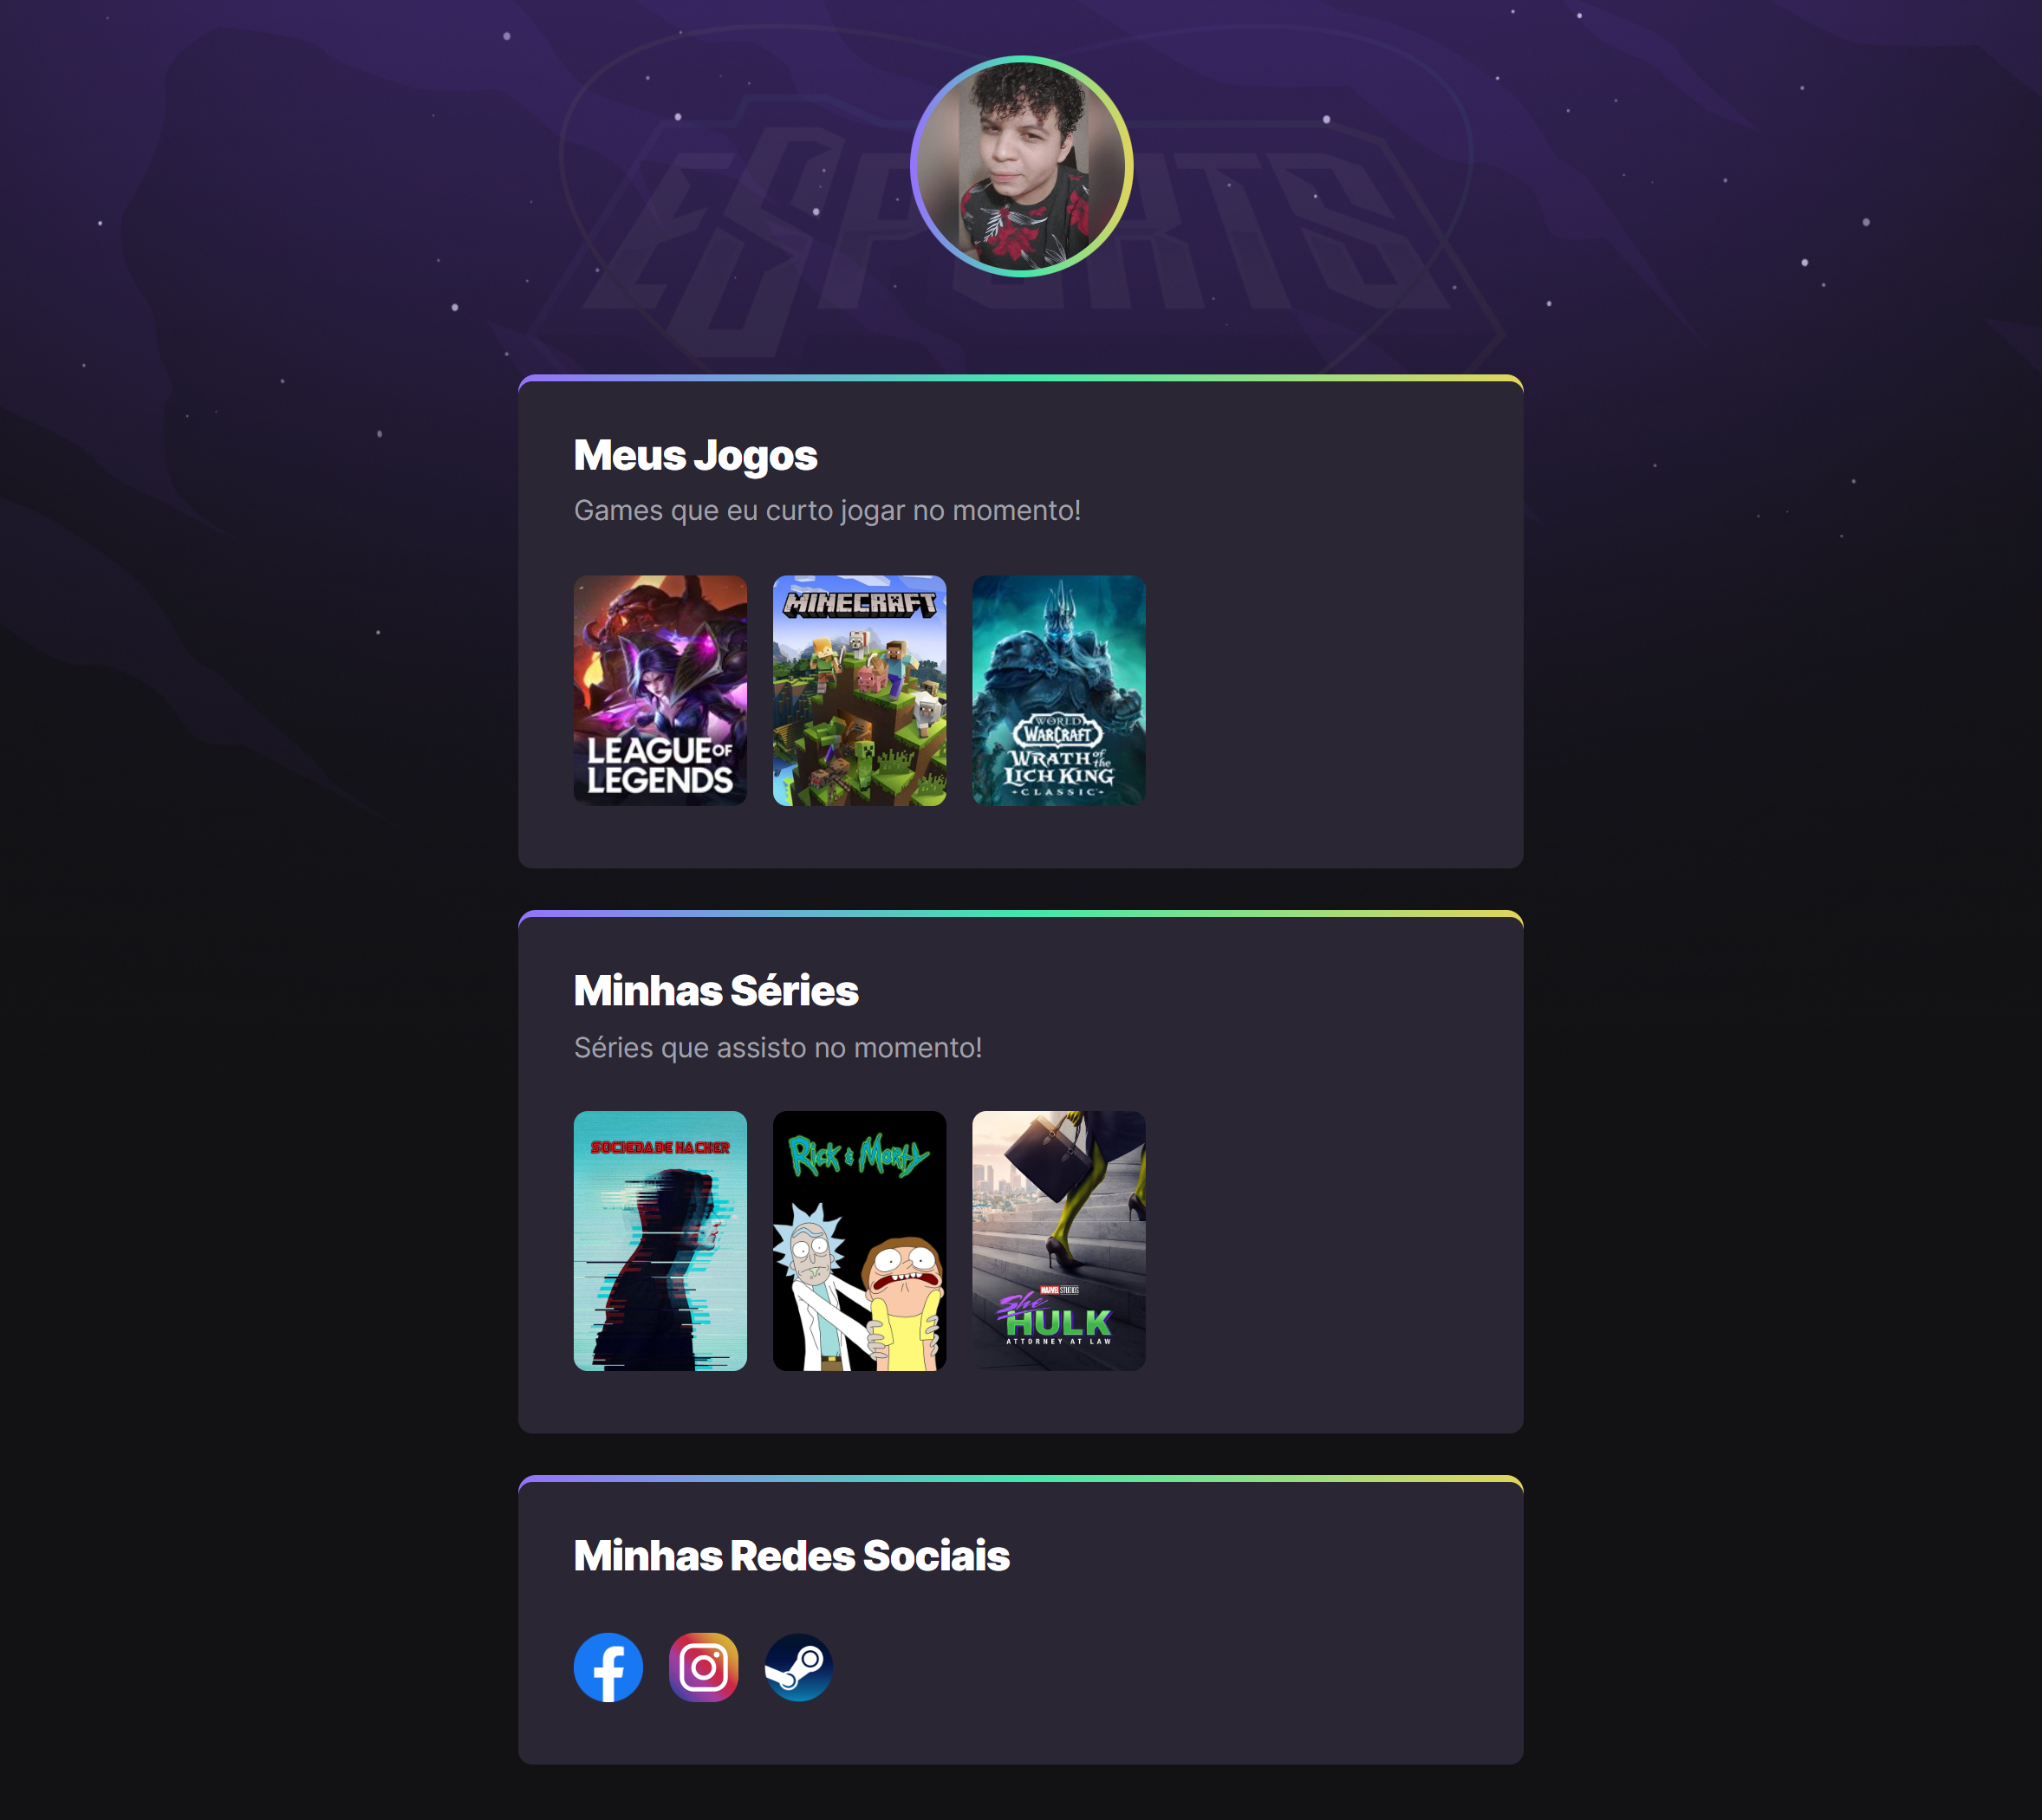 ESPORTS
Meus Jogos
Games que eu curto jogar no momento!
LEAGUE OF
LEGENDS
MINECRAFT
WORLD
WARCRAFT
WRATH of the
LICH KING
CLASSIC
Minhas Séries
Séries que assisto no momento!
SOCIEDADE HACKER
Rick & Morty
MARVEL STUDIOS
She
HULK
ATTORNEY AT LAW
Minhas Redes Sociais